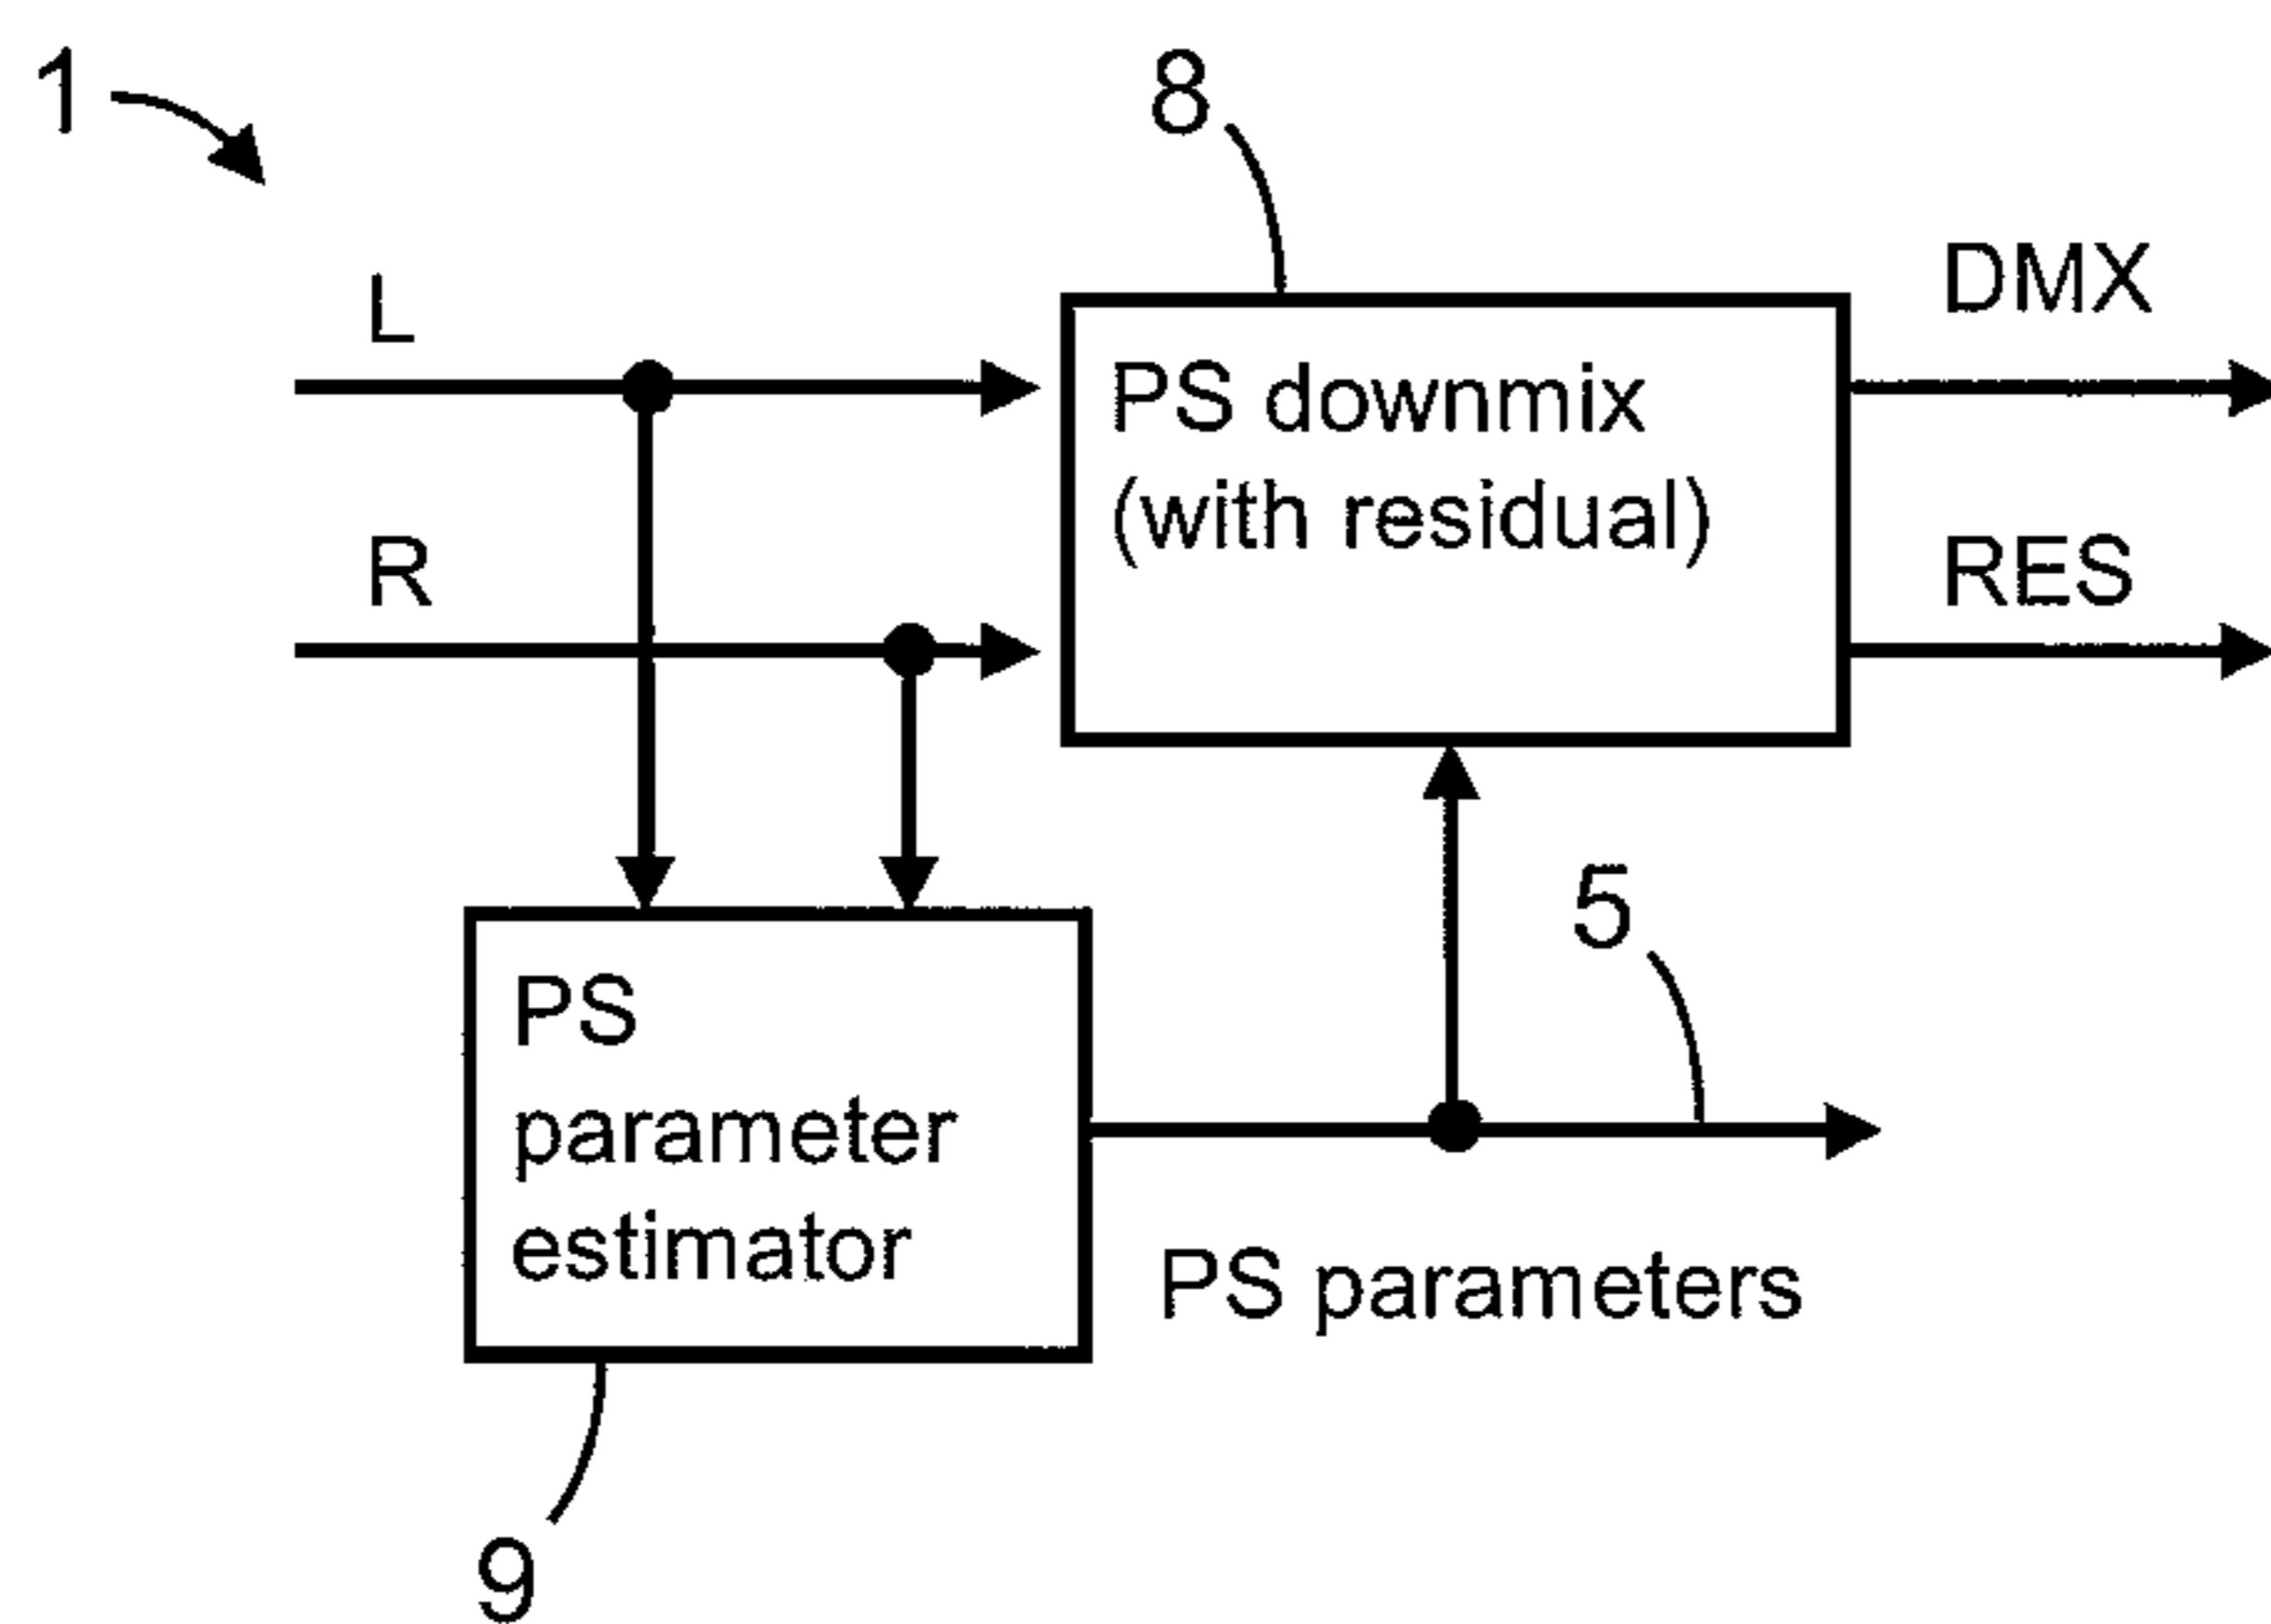 1
8
L
DMX
PS downmix
(with residual)
R
RES
5
PS
parameter
estimator
PS parameters
9